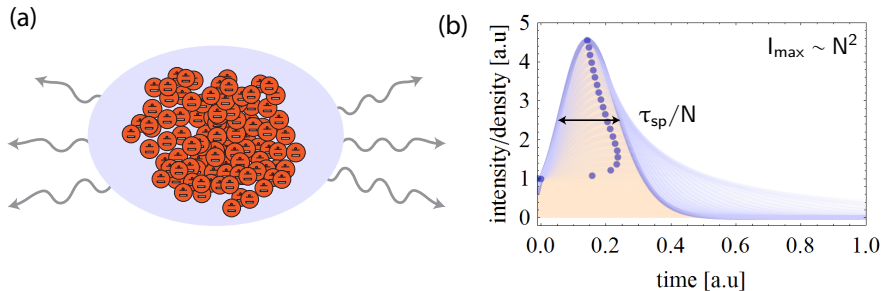 (a)
(b)
intensity/density [a.u]
5
4
3
2
1
0
I_max ~ N²
τ_sp/N
0.0 0.2 0.4 0.6 0.8 1.0
time [a.u]